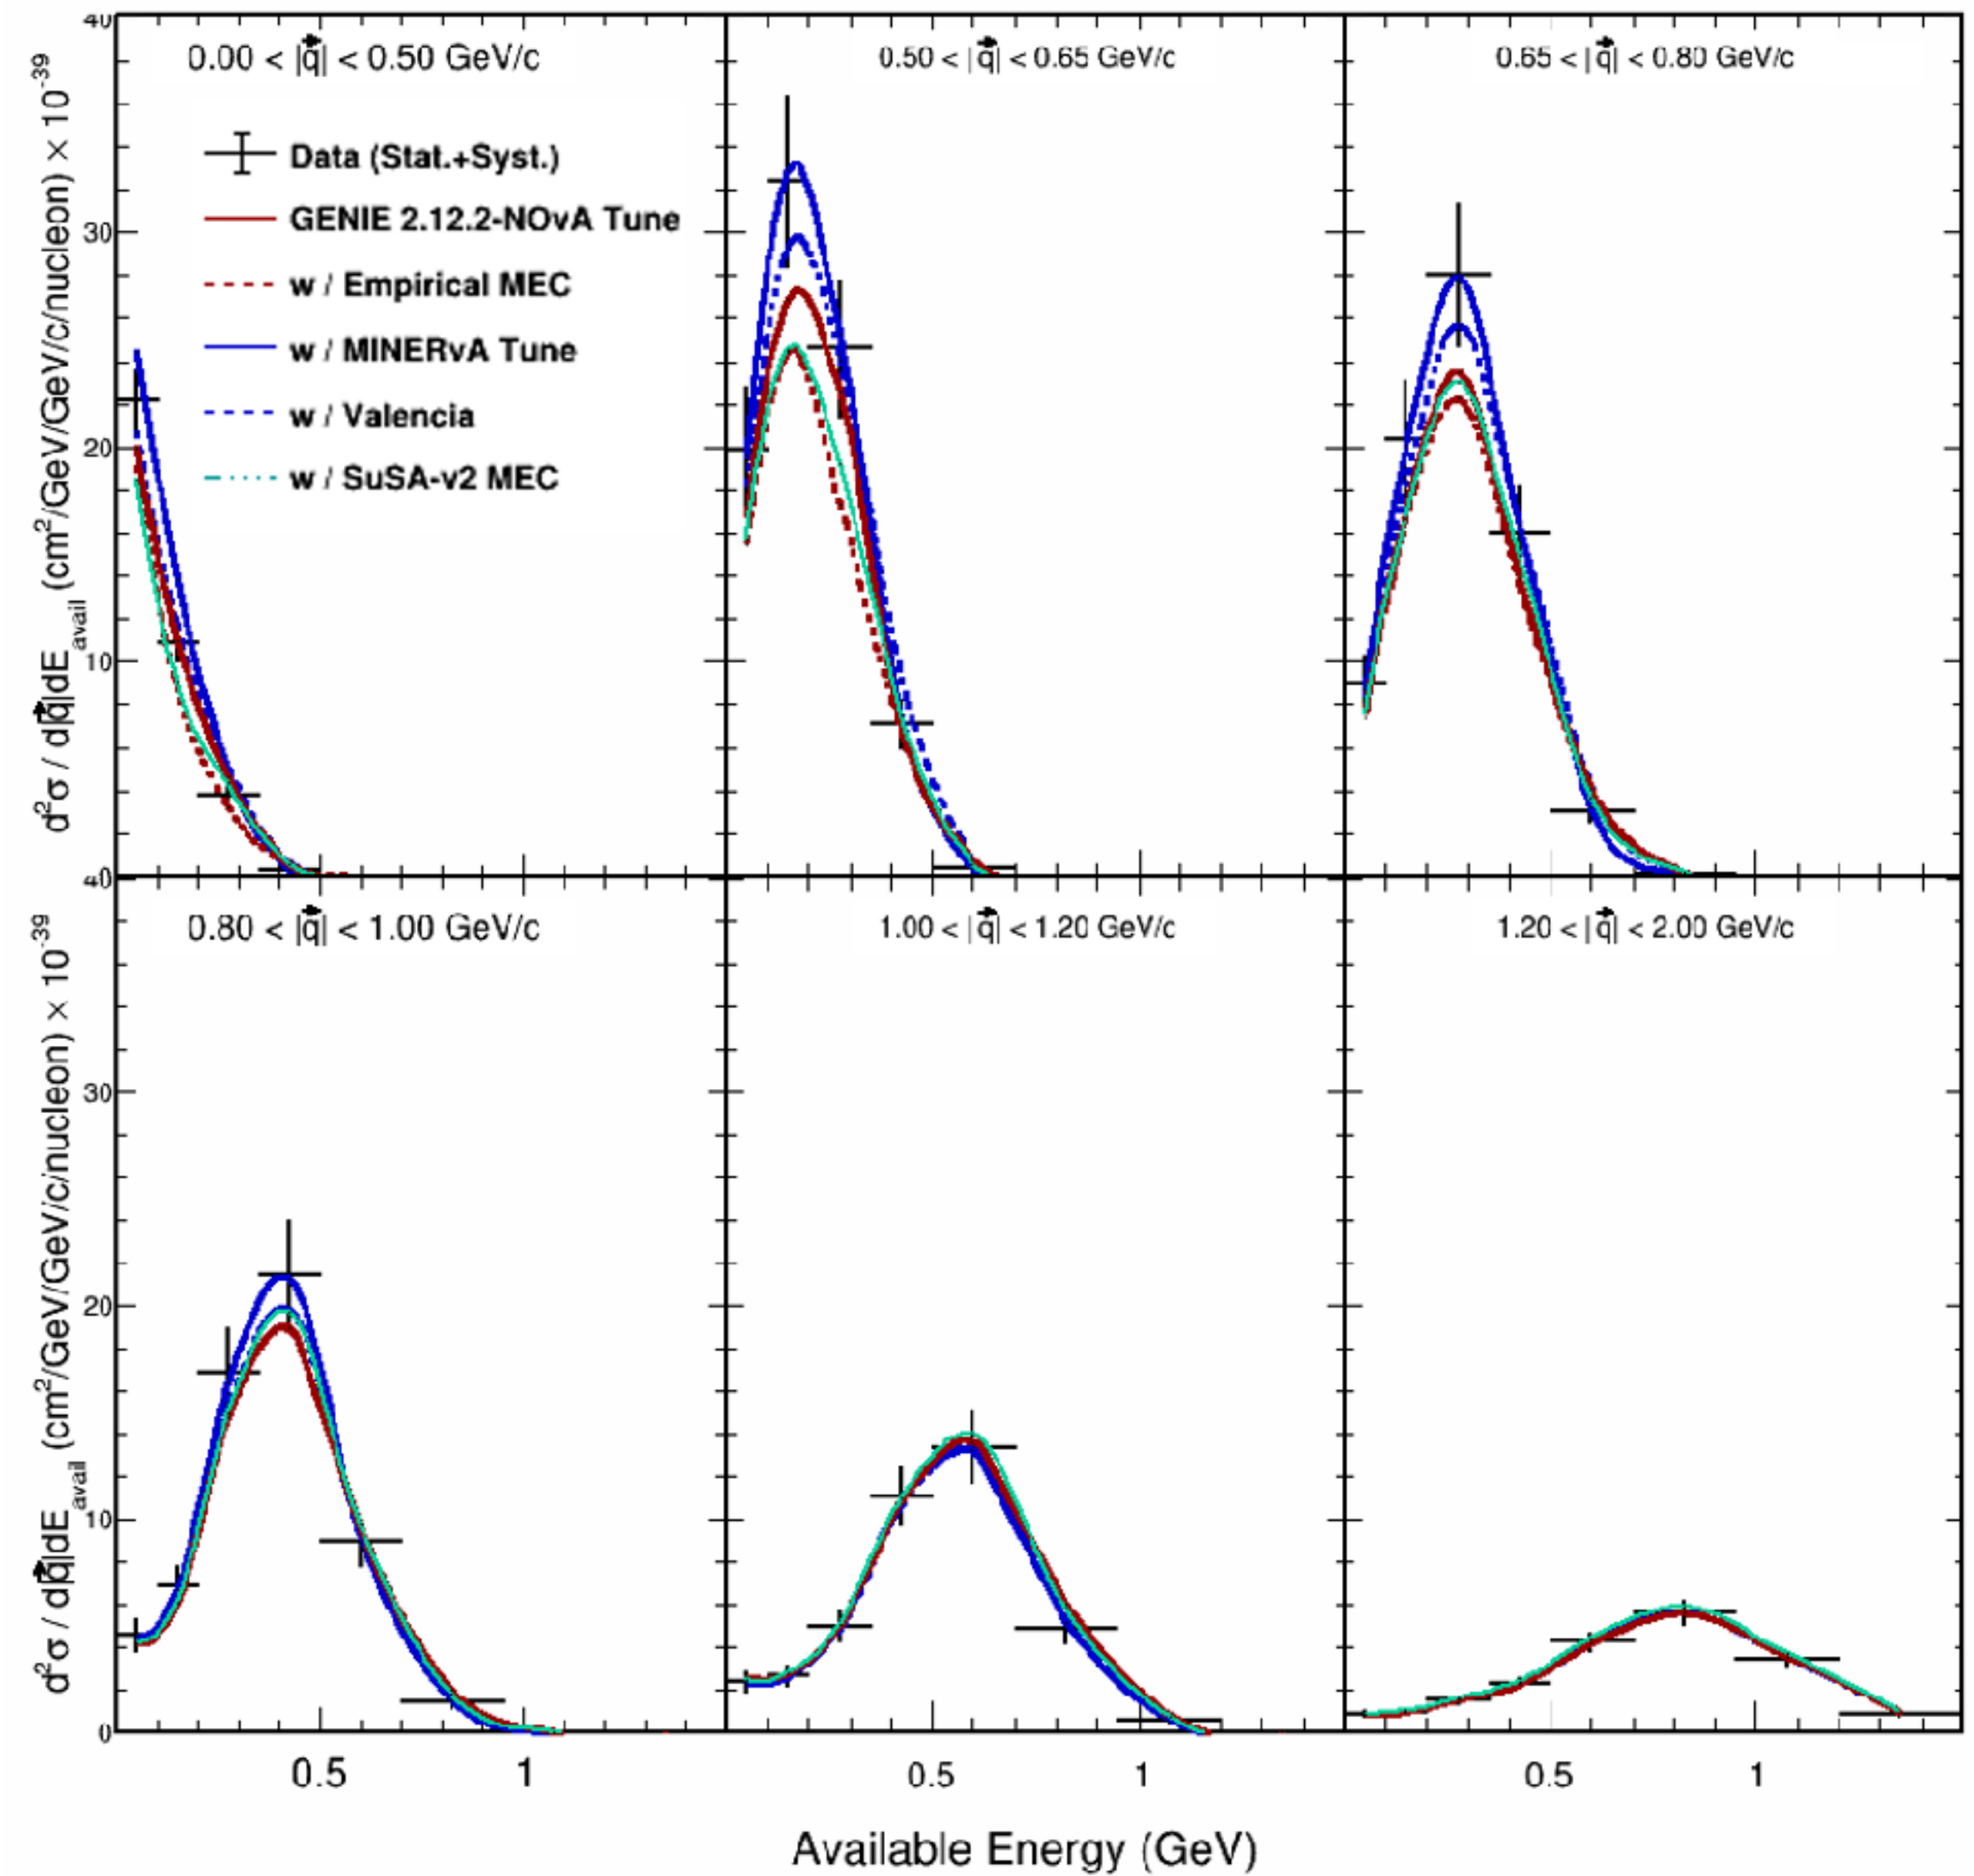 0.00 < |q⃗| < 0.50 GeV/c
0.50 < |q⃗| < 0.65 GeV/c
0.65 < |q⃗| < 0.80 GeV/c
Data (Stat.+Syst.)
GENIE 2.12.2-NOvA Tune
w / Empirical MEC
w / MINERvA Tune
w / Valencia
w / SuSA-v2 MEC
d²σ / d|q⃗|dE_avail (cm²/GeV/GeV/c/nucleon) × 10⁻³⁹
40
30
20
10
0.80 < |q⃗| < 1.00 GeV/c
1.00 < |q⃗| < 1.20 GeV/c
1.20 < |q⃗| < 2.00 GeV/c
d²σ / d|q⃗|dE_avail (cm²/GeV/GeV/c/nucleon) × 10⁻³⁹
30
20
10
0
0.5 1 0.5 1 0.5 1
Available Energy (GeV)